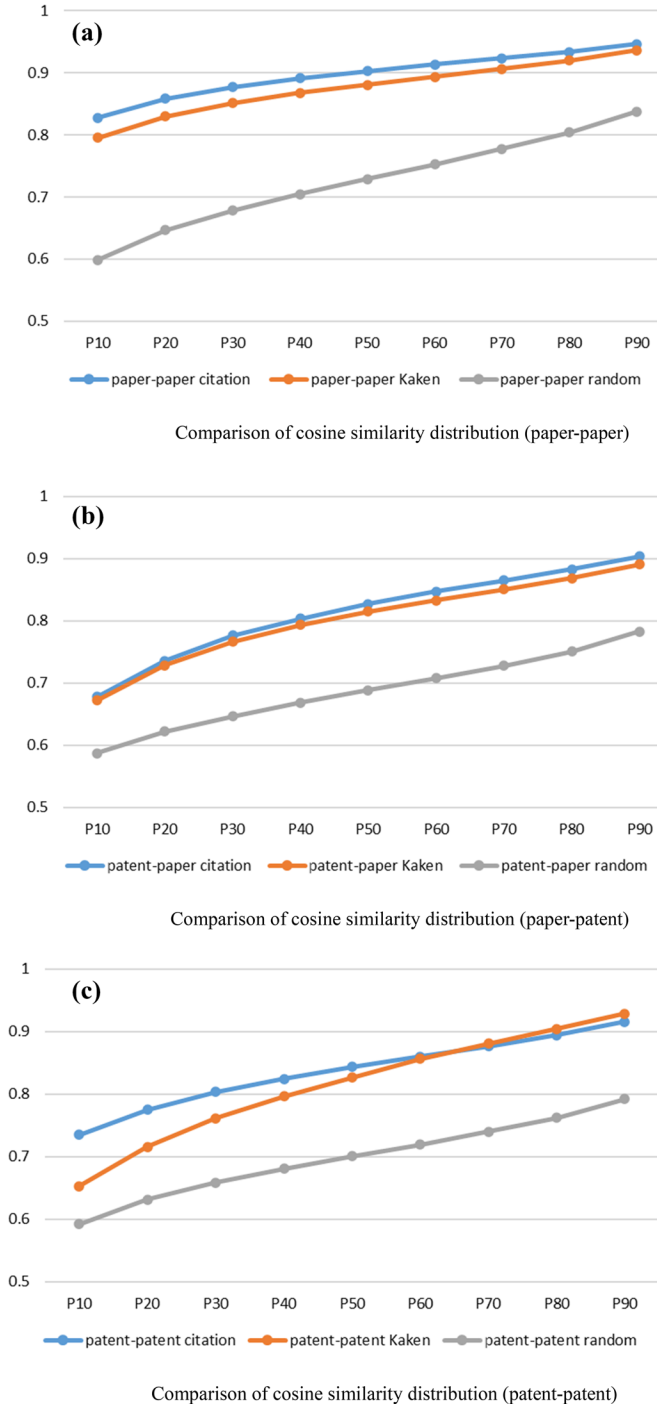 (a)
1
0.9
0.8
0.7
0.6
0.5
P10 P20 P30 P40 P50 P60 P70 P80 P90
paper-paper citation paper-paper Kaken paper-paper random
Comparison of cosine similarity distribution (paper-paper)
(b)
1
0.9
0.8
0.7
0.6
0.5
P10 P20 P30 P40 P50 P60 P70 P80 P90
patent-paper citation patent-paper Kaken patent-paper random
Comparison of cosine similarity distribution (paper-patent)
(c)
1
0.9
0.8
0.7
0.6
0.5
P10 P20 P30 P40 P50 P60 P70 P80 P90
patent-patent citation patent-patent Kaken patent-patent random
Comparison of cosine similarity distribution (patent-patent)